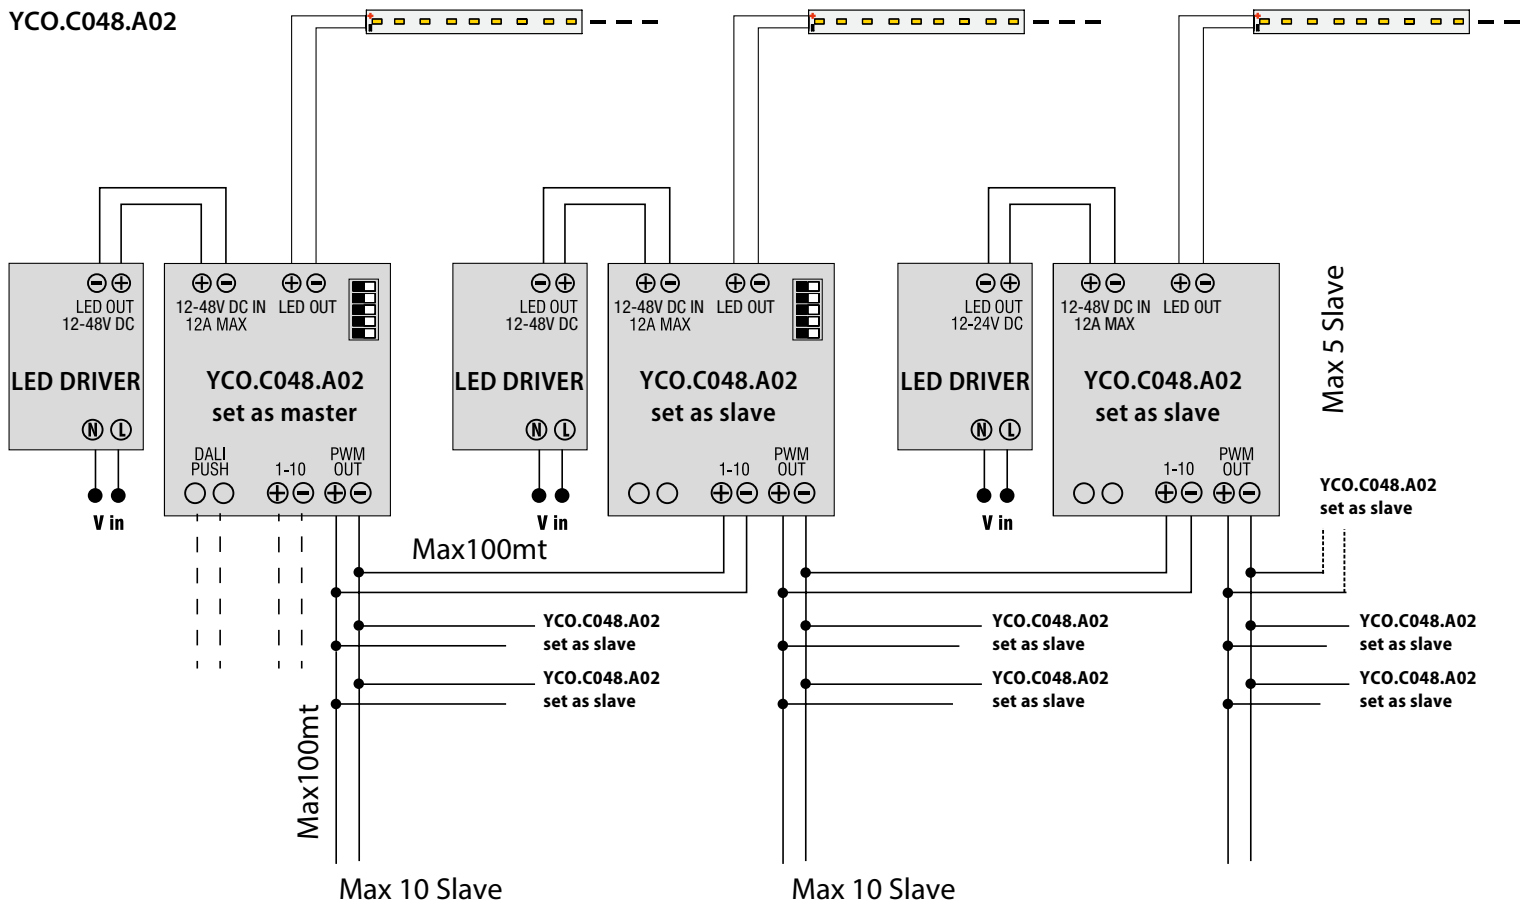 YCO.C048.A02
LED OUT
12-48V DC
LED DRIVER
N L
V in
12-48V DC IN
12A MAX
LED OUT
YCO.C048.A02
set as master
DALI
PUSH
1-10
PWM
OUT
LED OUT
12-48V DC
LED DRIVER
N L
V in
12-48V DC IN
12A MAX
LED OUT
YCO.C048.A02
set as slave
1-10
PWM
OUT
LED OUT
12-24V DC
LED DRIVER
N L
V in
12-48V DC IN
12A MAX
LED OUT
YCO.C048.A02
set as slave
1-10
PWM
OUT
Max 5 Slave
YCO.C048.A02
set as slave
Max100mt
YCO.C048.A02
set as slave
YCO.C048.A02
set as slave
YCO.C048.A02
set as slave
YCO.C048.A02
set as slave
YCO.C048.A02
set as slave
YCO.C048.A02
set as slave
Max100mt
Max 10 Slave
Max 10 Slave